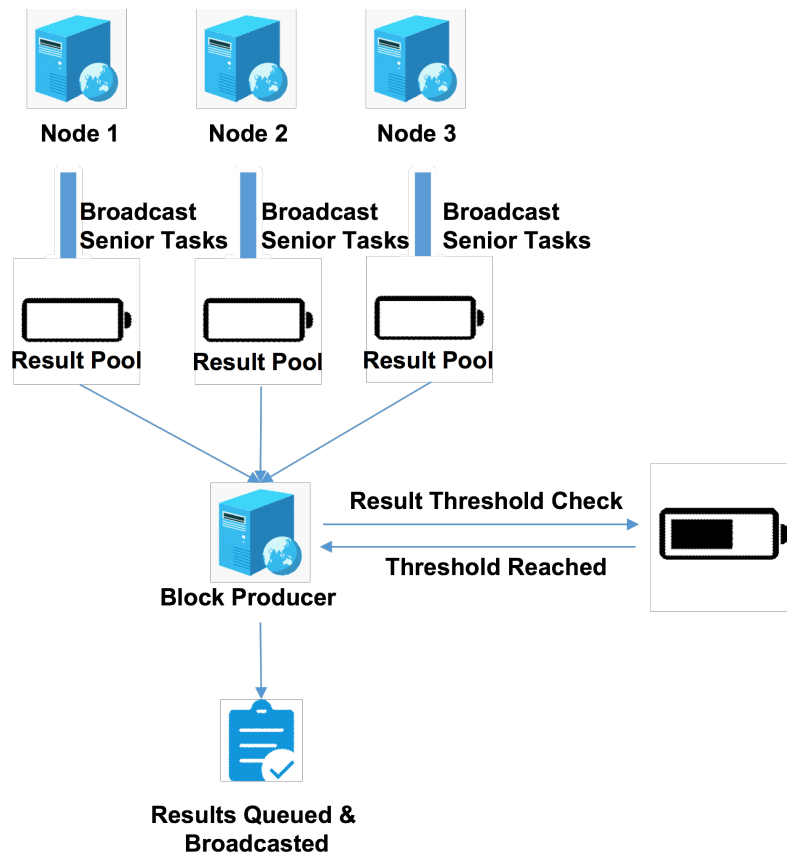 Node 1
Node 2
Node 3
Broadcast
Senior Tasks
Broadcast
Senior Tasks
Broadcast
Senior Tasks
Result Pool
Result Pool
Result Pool
Result Threshold Check
Threshold Reached
Block Producer
Results Queued &
Broadcasted